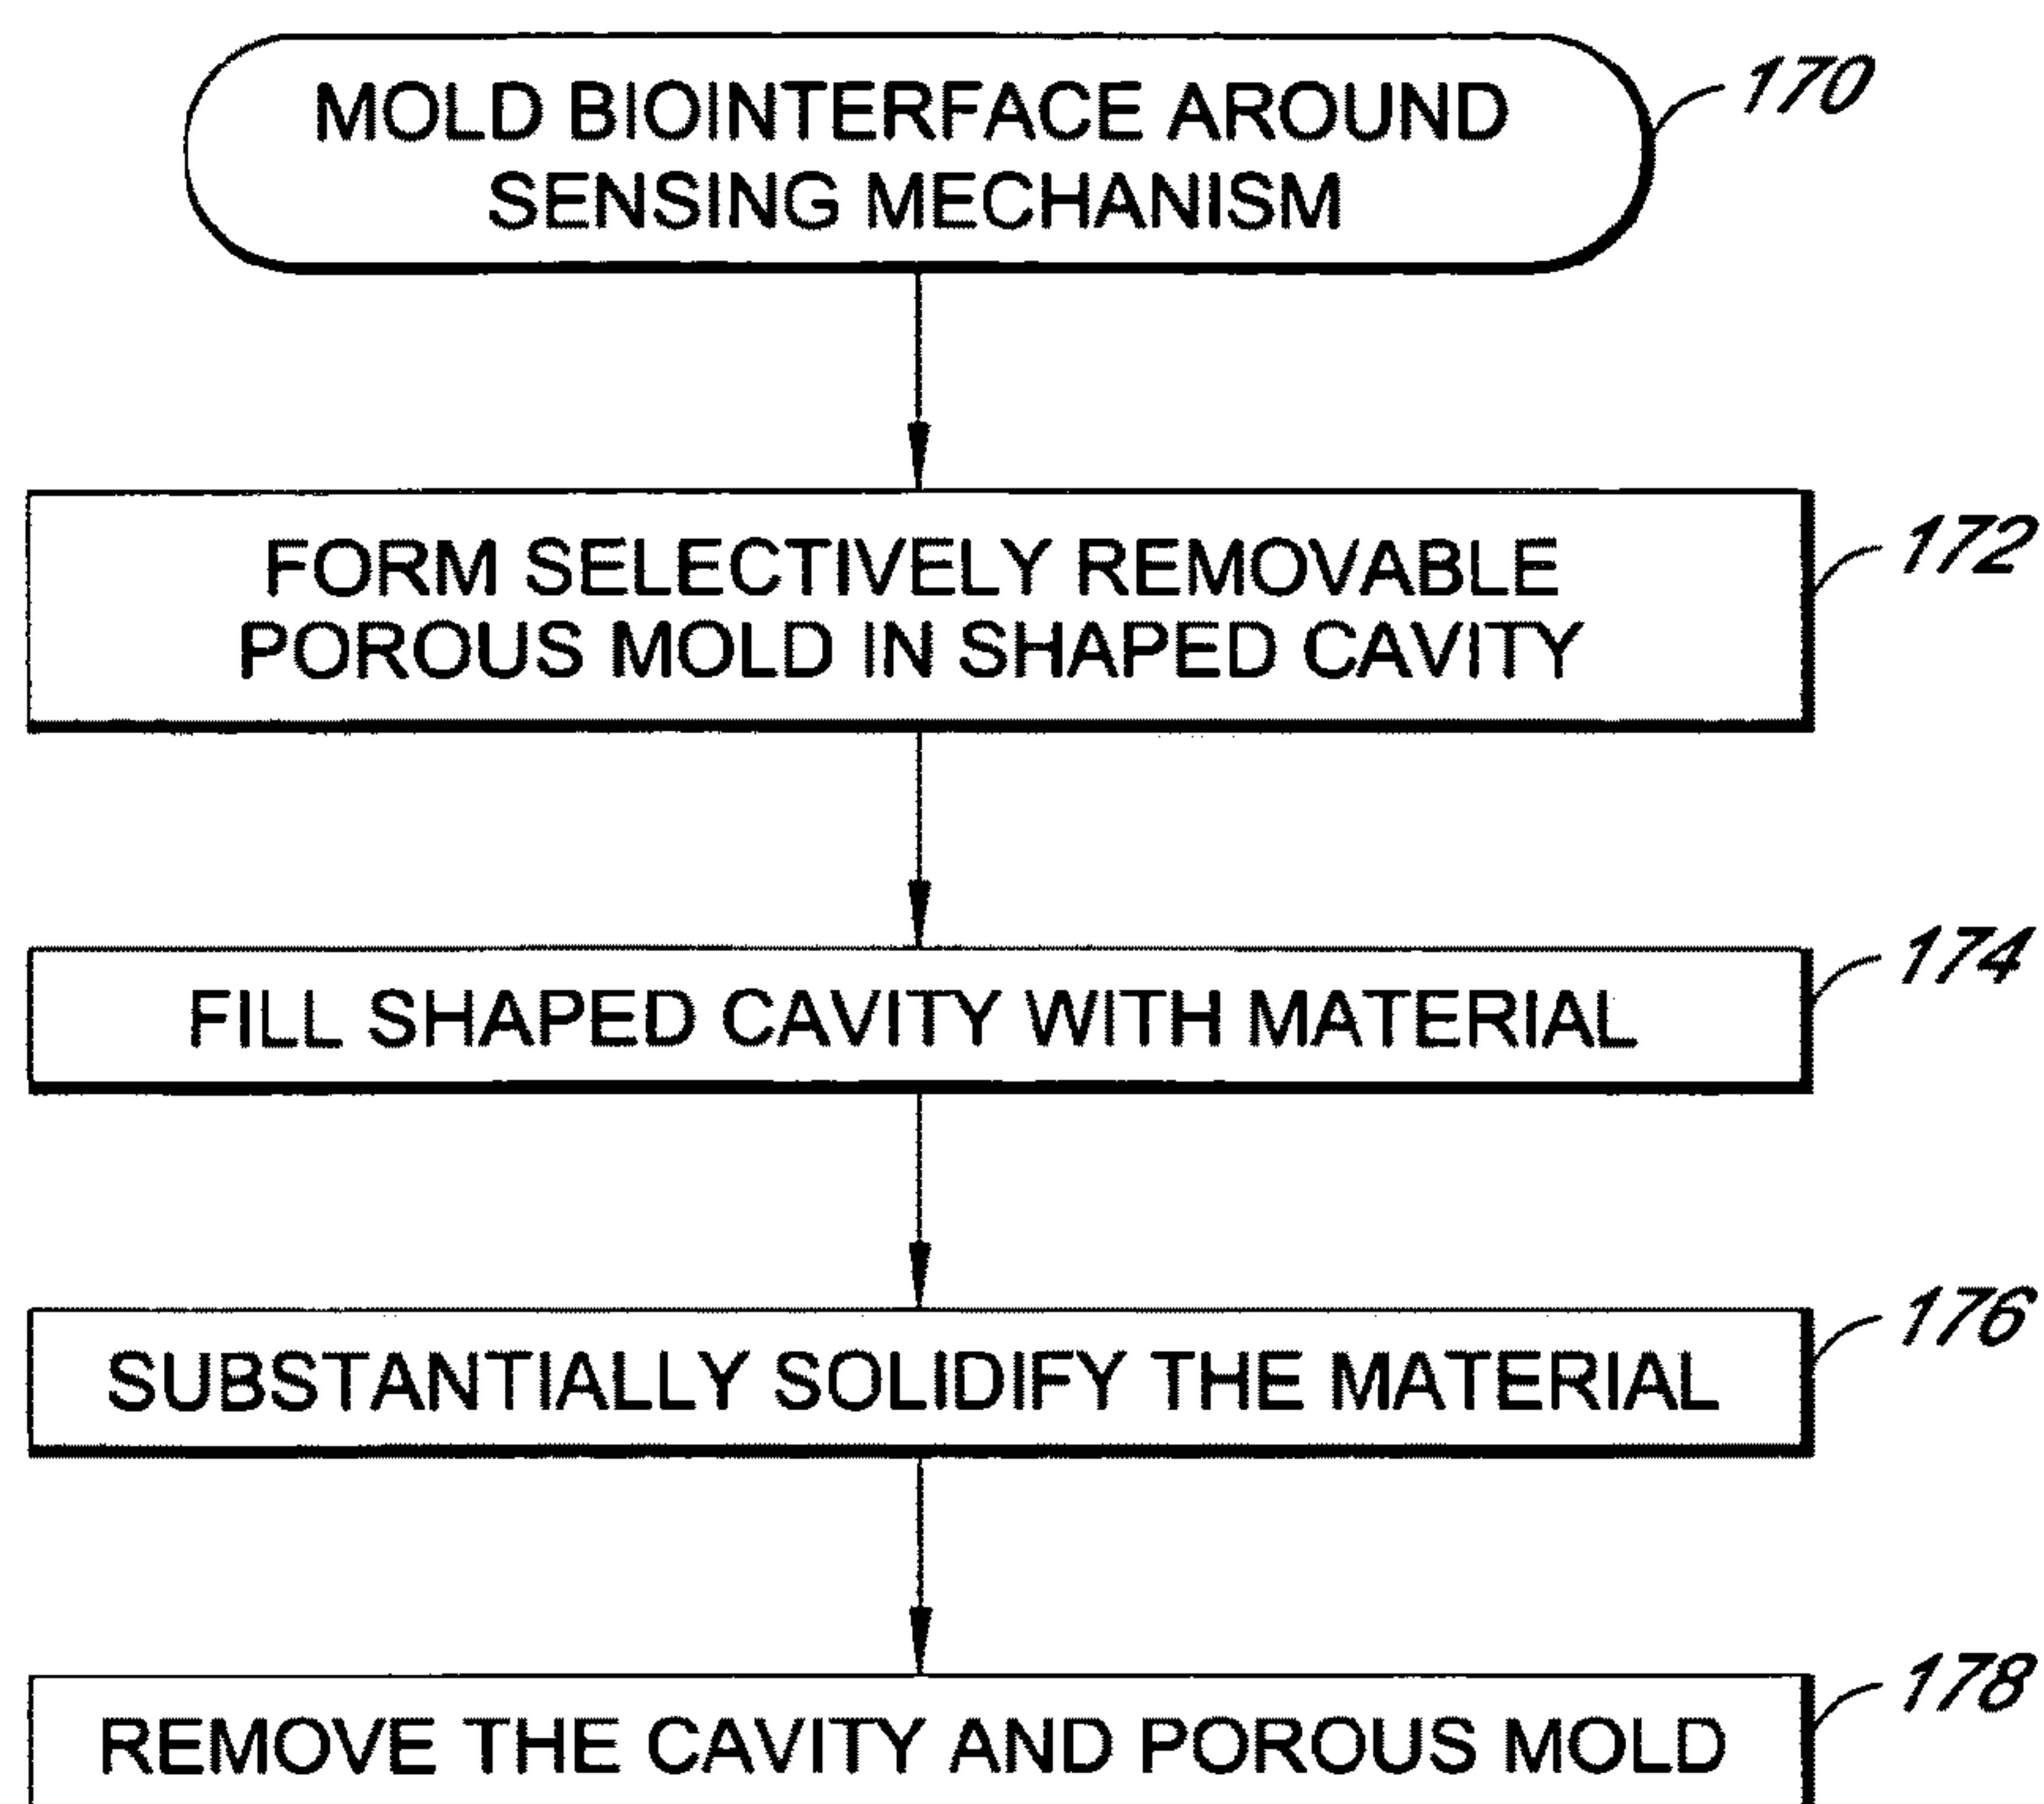 MOLD BIOINTERFACE AROUND
SENSING MECHANISM
170
FORM SELECTIVELY REMOVABLE
POROUS MOLD IN SHAPED CAVITY
172
FILL SHAPED CAVITY WITH MATERIAL
174
SUBSTANTIALLY SOLIDIFY THE MATERIAL
176
REMOVE THE CAVITY AND POROUS MOLD
178